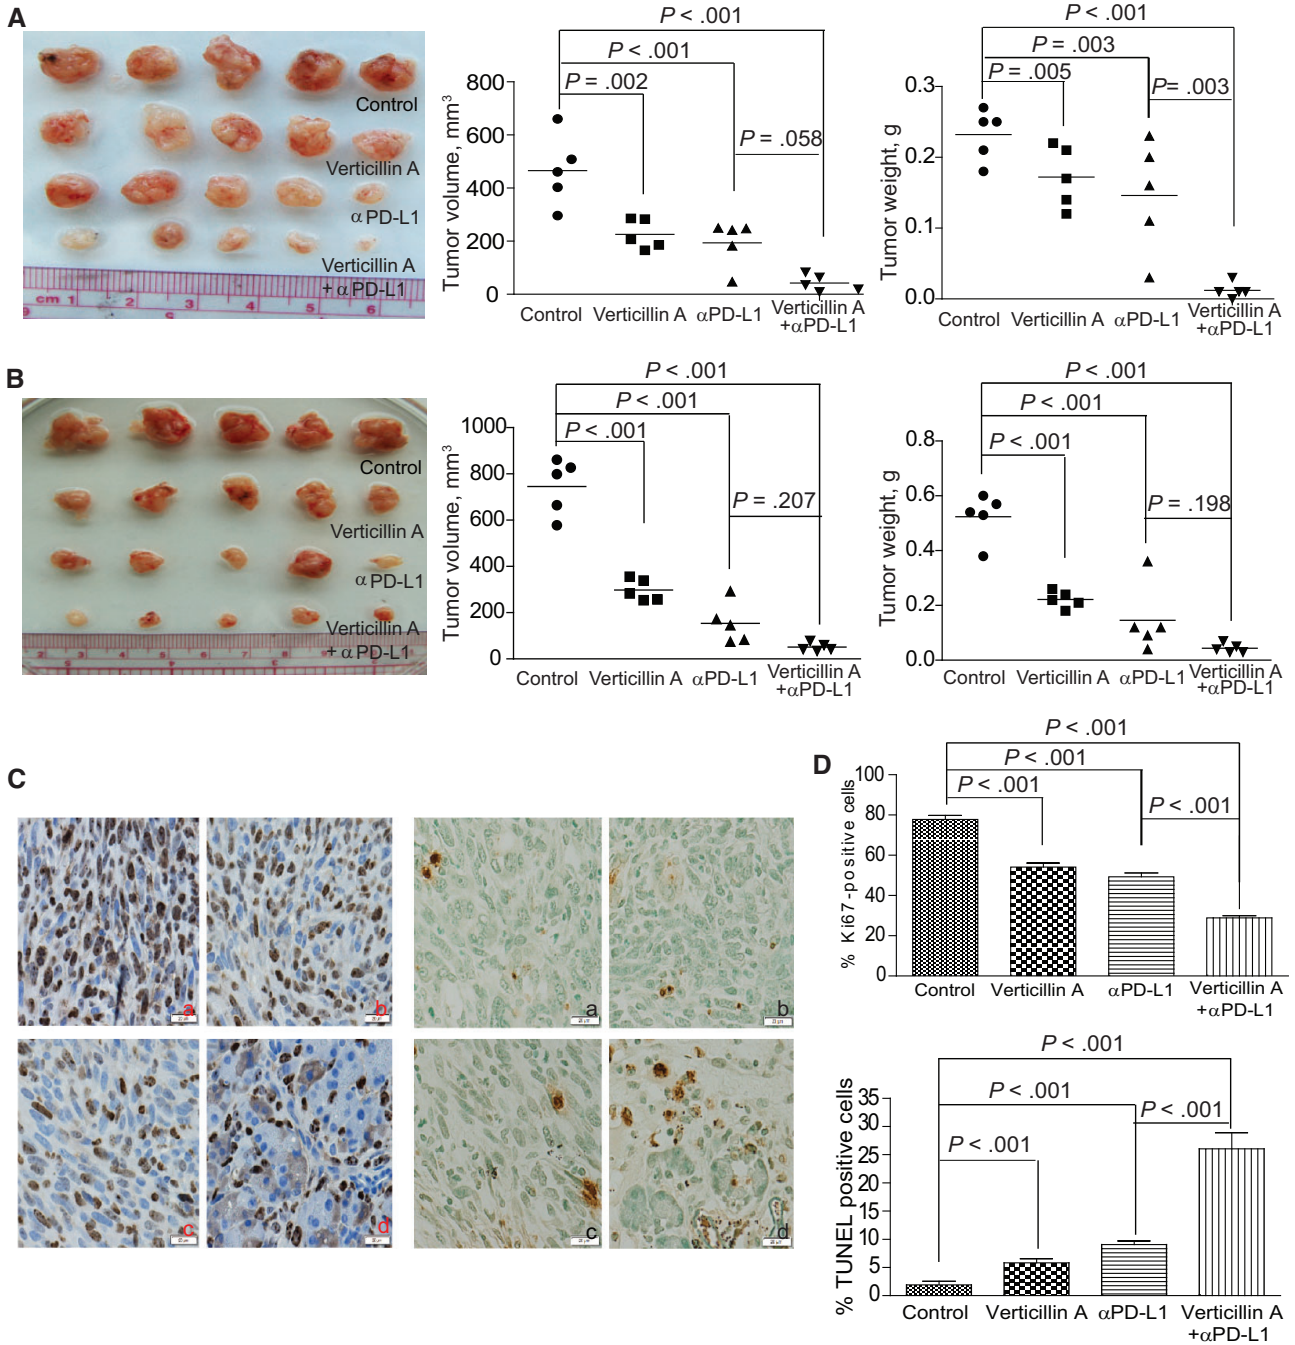 A
Control
Verticillin A
αPD-L1
Verticillin A
+ αPD-L1
cm 1 2 3 4 5 6
P < .001
P < .001
P = .002
P = .058
Tumor volume, mm3
800
600
400
200
0
Control
Verticillin A
αPD-L1
Verticillin A
+αPD-L1
P < .001
P = .003
P = .005
P= .003
Tumor weight, g
0.3
0.2
0.1
0.0
Control
Verticillin A
αPD-L1
Verticillin A
+αPD-L1
B
Control
Verticillin A
αPD-L1
Verticillin A
+ αPD-L1
P < .001
P < .001
P < .001
P = .207
Tumor volume, mm3
1000
800
600
400
200
0
Control
Verticillin A
αPD-L1
Verticillin A
+αPD-L1
P < .001
P < .001
P < .001
P = .198
Tumor weight, g
0.8
0.6
0.4
0.2
0.0
Control
Verticillin A
αPD-L1
Verticillin A
+αPD-L1
C
a
b
c
d
a
b
c
d
D
P < .001
P < .001
P < .001
P < .001
% Ki67-positive cells
100
80
60
40
20
0
Control
Verticillin A
αPD-L1
Verticillin A
+αPD-L1
P < .001
P < .001
P < .001
P < .001
% TUNEL positive cells
35
30
25
20
15
10
5
0
Control
Verticillin A
αPD-L1
Verticillin A
+αPD-L1